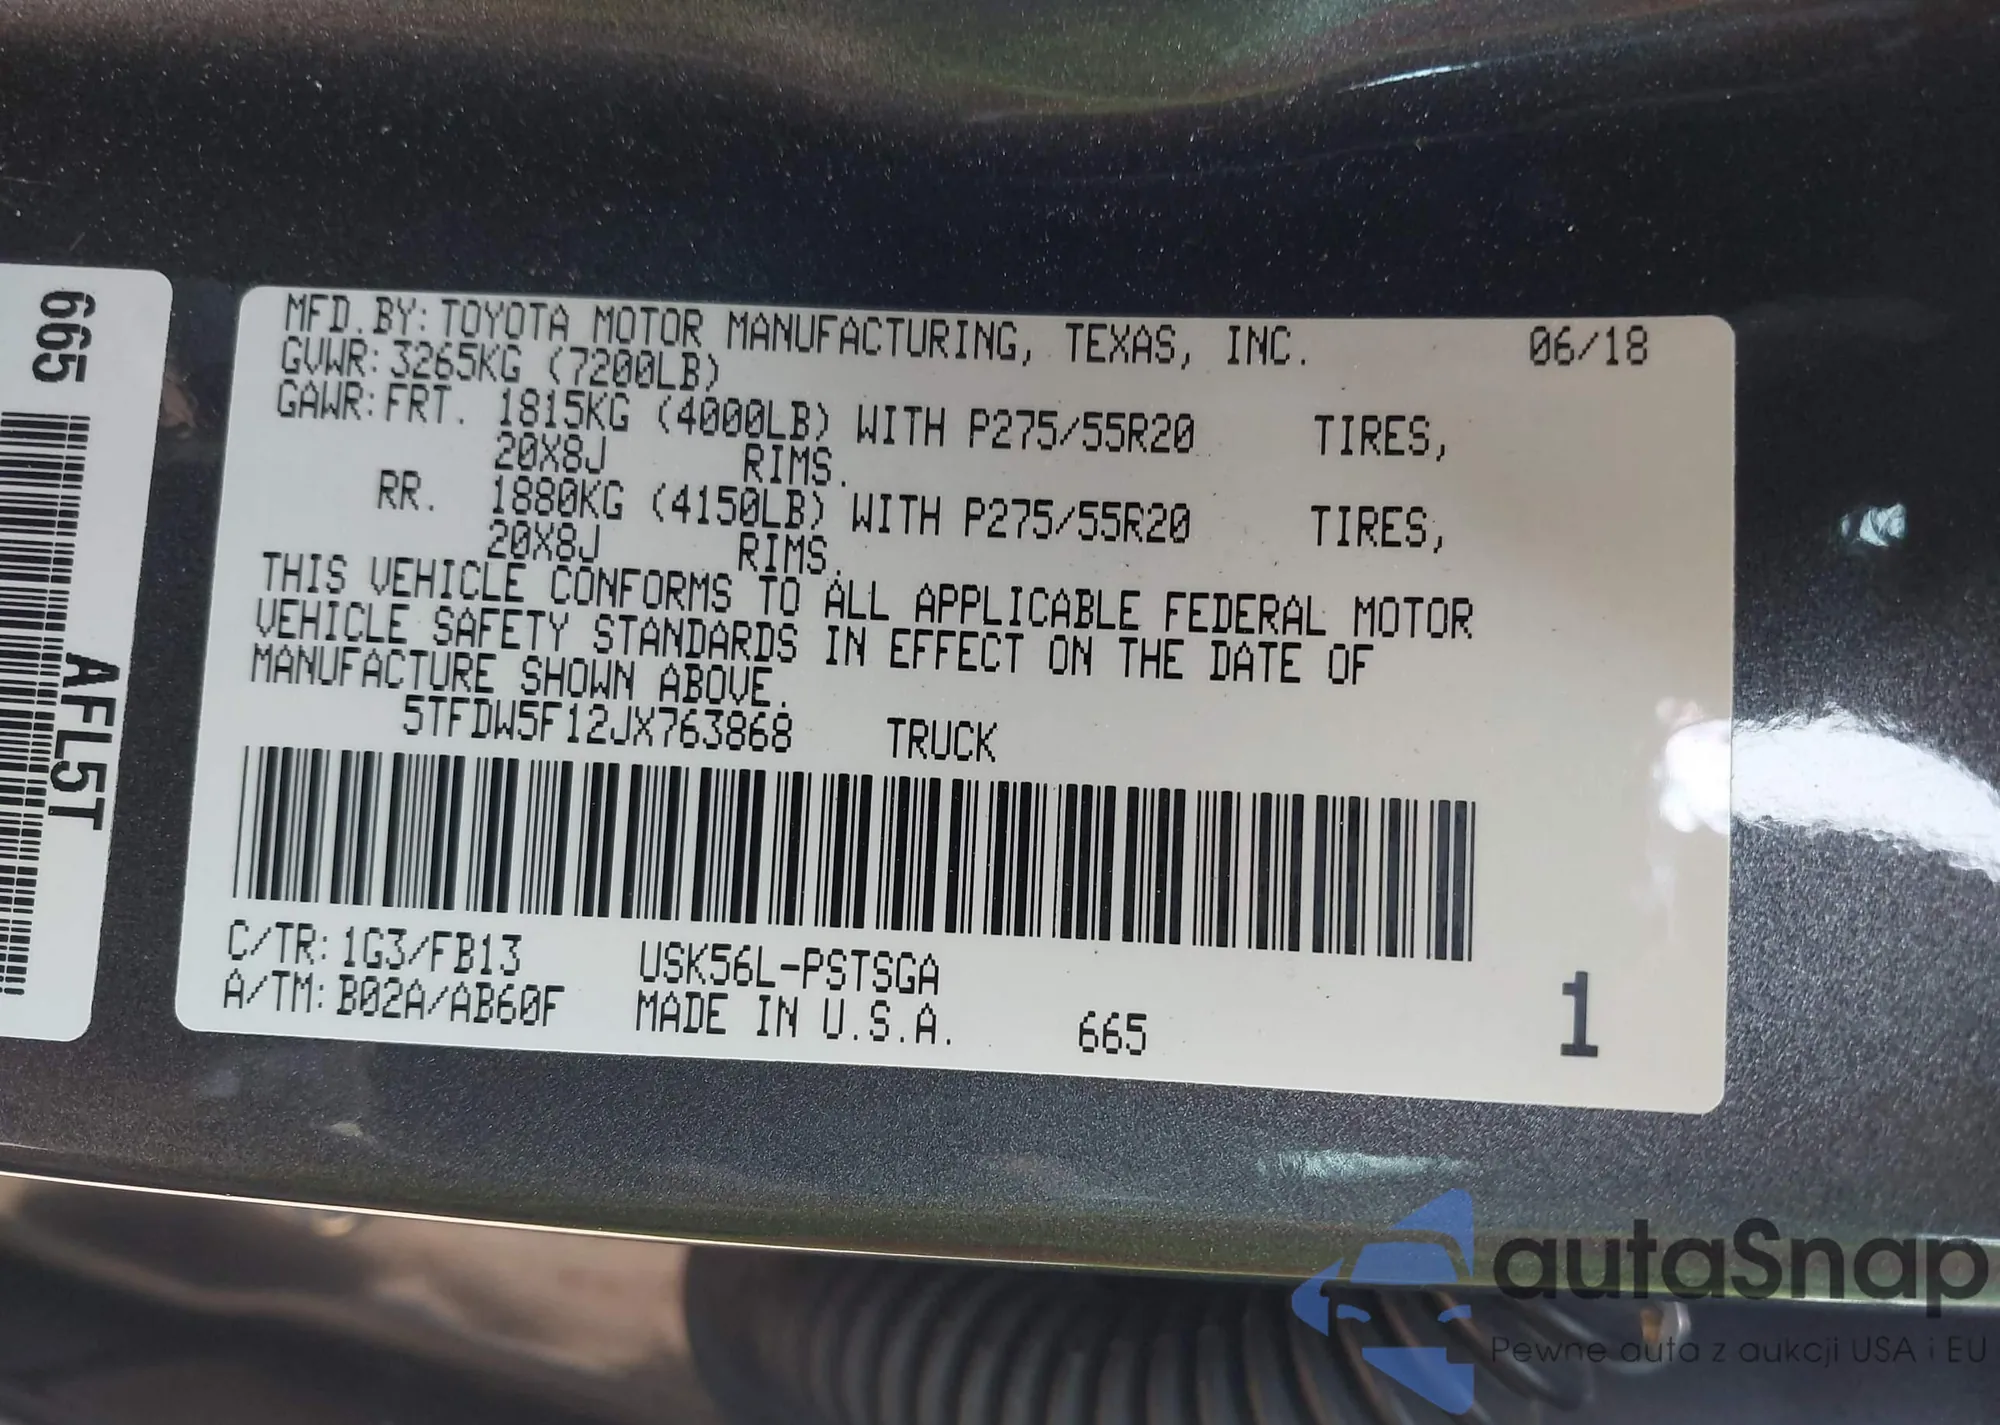 665
AFL5T
MFD.BY: TOYOTA MOTOR MANUFACTURING, TEXAS, INC. 06/18
GVWR: 3265KG (7200LB)
GAWR: FRT. 1815KG (4000LB) WITH P275/55R20 TIRES,
20X8J RIMS.
RR. 1880KG (4150LB) WITH P275/55R20 TIRES,
20X8J RIMS.
THIS VEHICLE CONFORMS TO ALL APPLICABLE FEDERAL MOTOR
VEHICLE SAFETY STANDARDS IN EFFECT ON THE DATE OF
MANUFACTURE SHOWN ABOVE.
5TFDW5F12JX763868 TRUCK
C/TR: 1G3/FB13 USK56L-PSTSGA
A/TM: B02A/AB60F MADE IN U.S.A. 665 1
autaSnap
Pewne auta z aukcji USA i EU